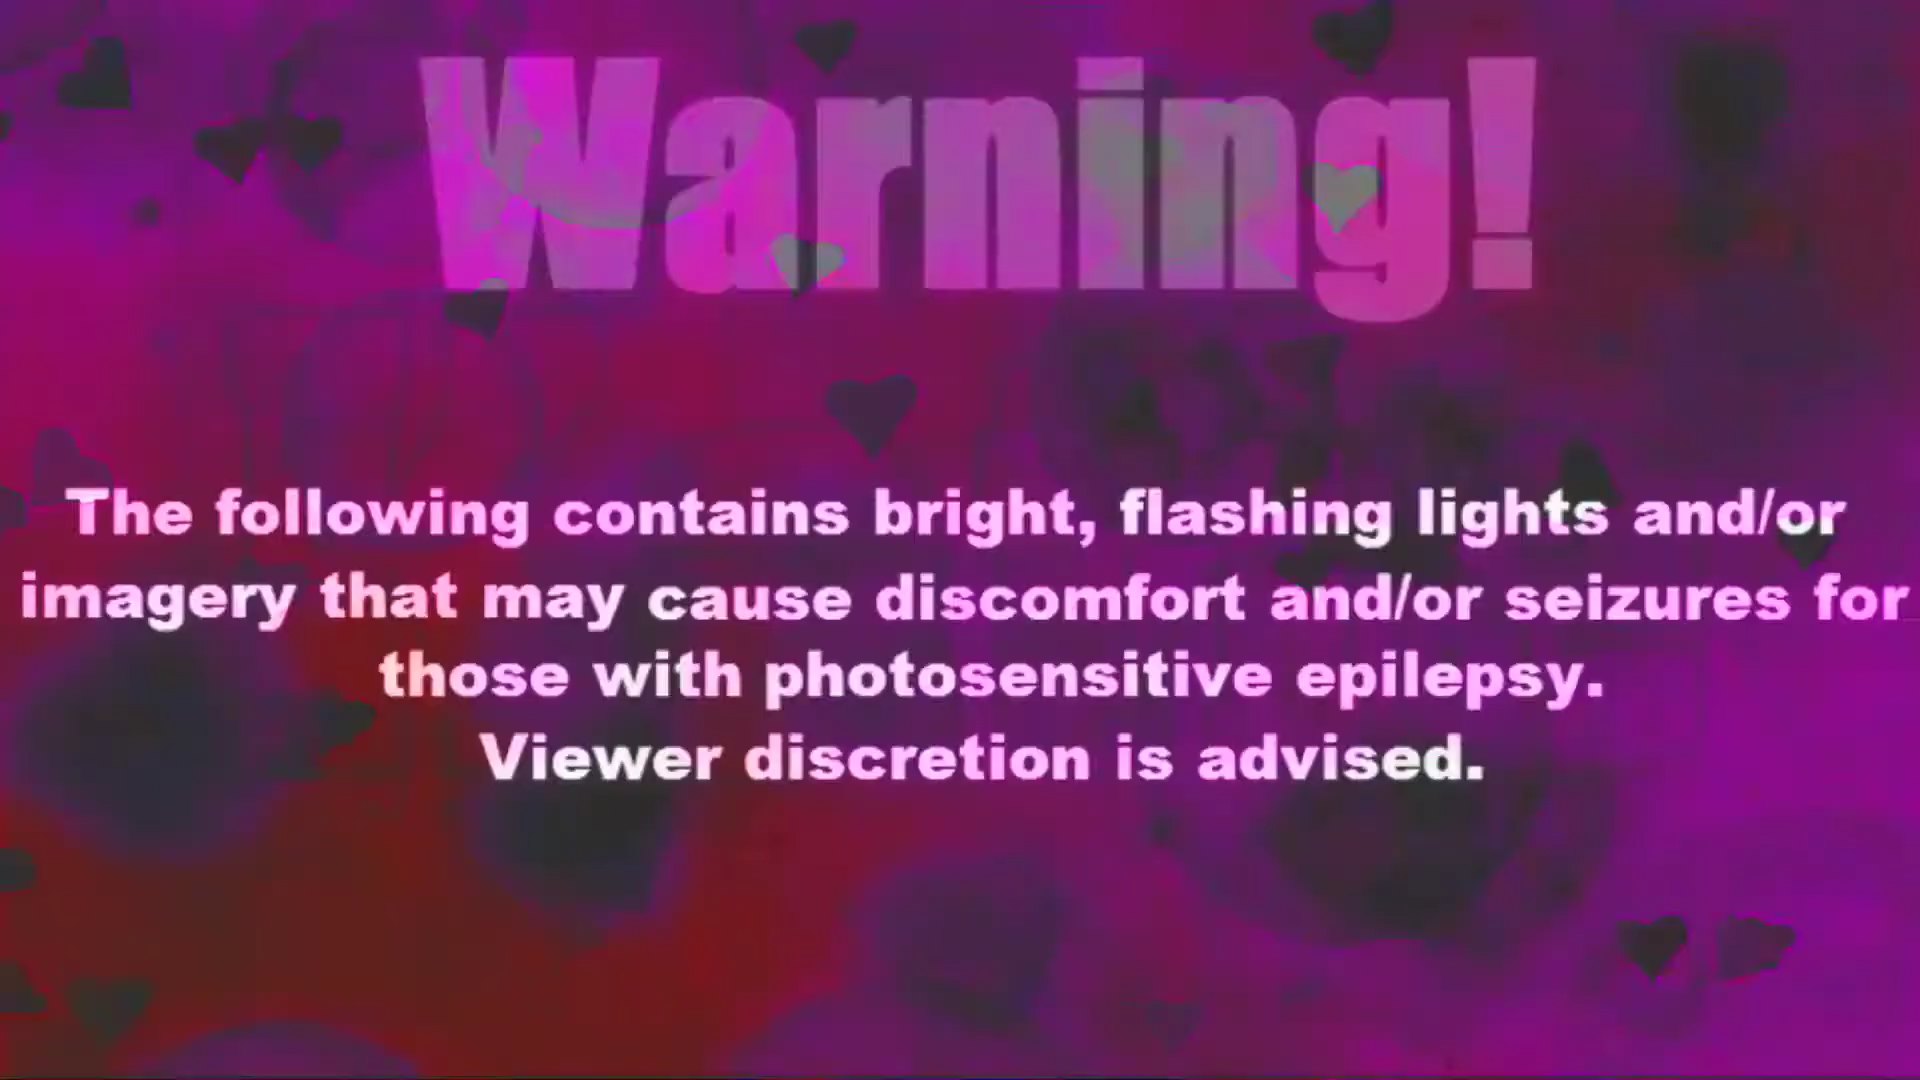 Warning!
The following contains bright, flashing lights and/or
imagery that may cause discomfort and/or seizures for
those with photosensitive epilepsy.
Viewer discretion is advised.